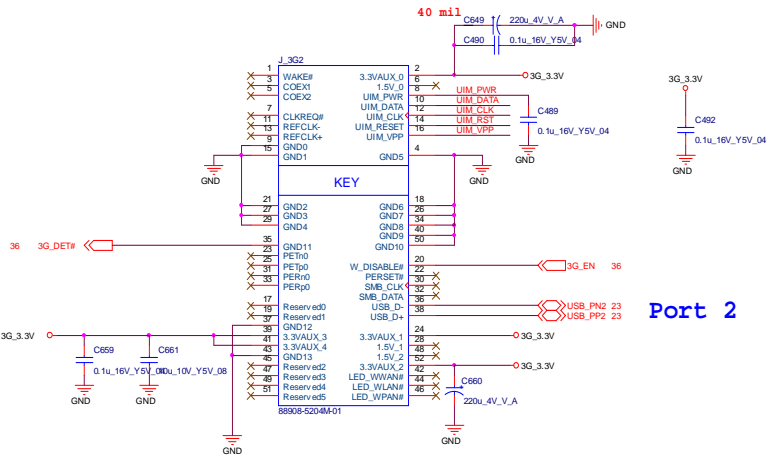 40 mil
C649 220u_4V_V_A
GND
C490 0.1u_16V_Y5V_04
J_3G2
1 WAKE# 3.3VAUX_0 2 3G_3.3V
3 COEX1 1.5V_0 6
5 COEX2 UIM_PWR 8 UIM_PWR
UIM_DATA 10 UIM_DATA
7 CLKREQ# UIM_CLK 12 UIM_CLK
11 REFCLK- UIM_RESET 14 UIM_RST
13 REFCLK+ UIM_VPP 16 UIM_VPP
9 GND0
15 GND1 GND5 4
GND GND
C489
0.1u_16V_Y5V_04
GND
3G_3.3V
C492
0.1u_16V_Y5V_04
GND
KEY
21 GND2 GND6 18
27 GND3 GND7 26
29 GND4 GND8 34
GND9 40
36 3G_DET# 35 GND11 GND10 50
23 PETn0
25 PETp0 W_DISABLE# 20 3G_EN 36
31 PERn0 PERSET# 22
33 PERp0 SMB_CLK 30
SMB_DATA 32
17 Reserved0 USB_D- 36 USB_PN2 23
19 Reserved1 USB_D+ 38 USB_PP2 23
Port 2
37 GND12
3G_3.3V 39 3.3VAUX_3 3.3VAUX_1 24 3G_3.3V
41 3.3VAUX_4 1.5V_1 28
43 GND13 1.5V_2 48
45 Reserved2 3.3VAUX_2 52 3G_3.3V
47 Reserved3 LED_WWAN# 42
49 Reserved4 LED_WLAN# 44
51 Reserved5 LED_WPAN# 46
88908-5204M-01
C659 C661
0.1u_16V_Y5V_04
0u_10V_Y5V_08
GND GND
C660
220u_4V_V_A
GND GND